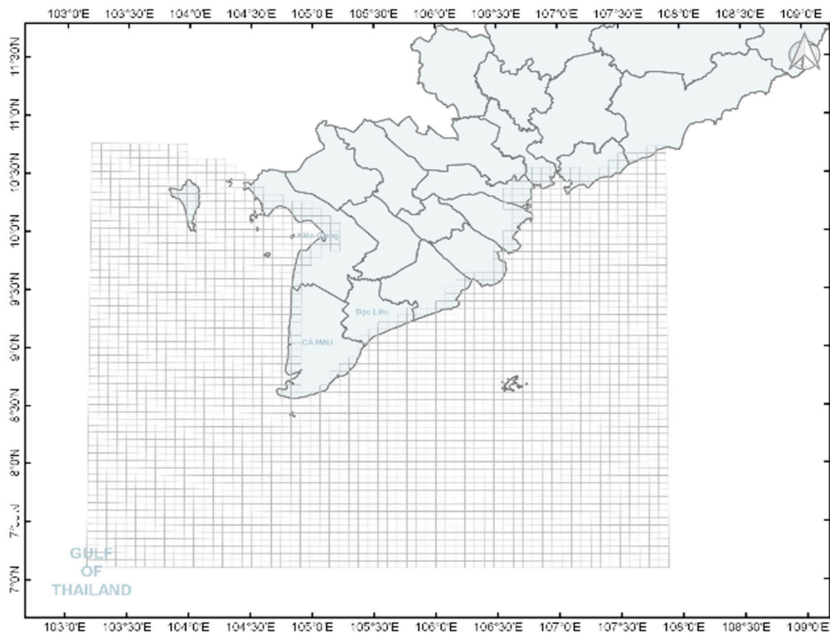 103°0'E 103°30'E 104°0'E 104°30'E 105°0'E 105°30'E 106°0'E 106°30'E 107°0'E 107°30'E 108°0'E 108°30'E 109°0'E
11°30'N
11°0'N
10°30'N
10°0'N
9°30'N
9°0'N
8°30'N
8°0'N
7°30'N
7°0'N
Kiên Giang
Bạc Liêu
CÀ MAU
GULF
OF
THAILAND
103°0'E 103°30'E 104°0'E 104°30'E 105°0'E 105°30'E 106°0'E 106°30'E 107°0'E 107°30'E 108°0'E 108°30'E 109°0'E